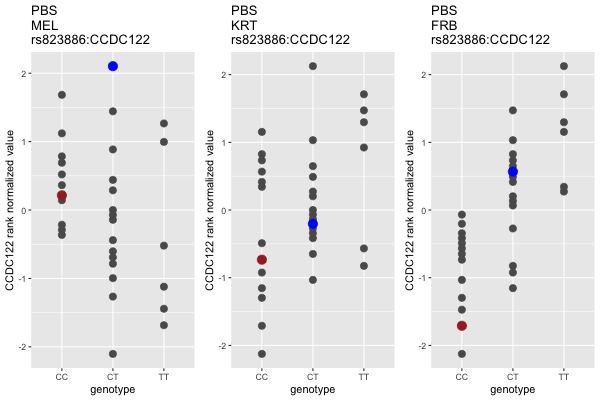 PBS
MEL
rs823886:CCDC122
CCDC122 rank normalized value
2
1
0
-1
-2
CC
CT
TT
genotype
PBS
KRT
rs823886:CCDC122
CCDC122 rank normalized value
2
1
0
-1
-2
CC
CT
TT
genotype
PBS
FRB
rs823886:CCDC122
CCDC122 rank normalized value
2
1
0
-1
-2
CC
CT
TT
genotype